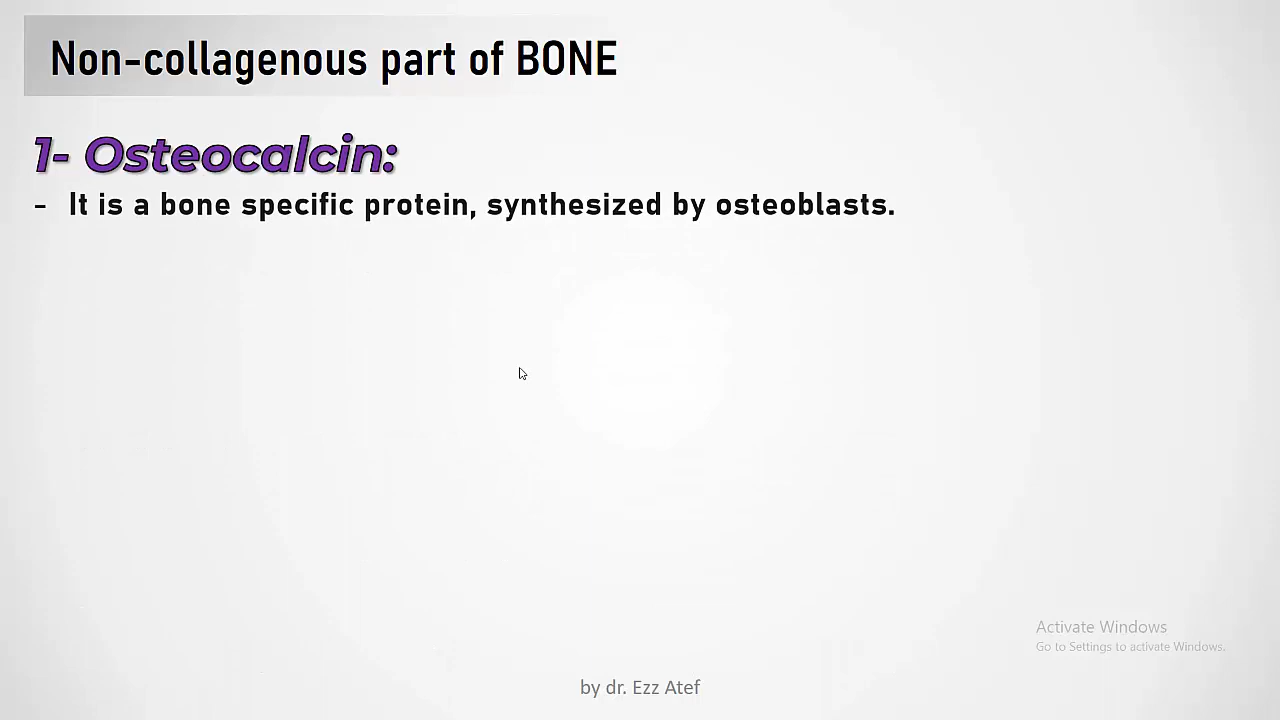 Non-collagenous part of BONE
1- Osteocalcin:
- It is a bone specific protein, synthesized by osteoblasts.
Activate Windows
Go to Settings to activate Windows.
by dr. Ezz Atef